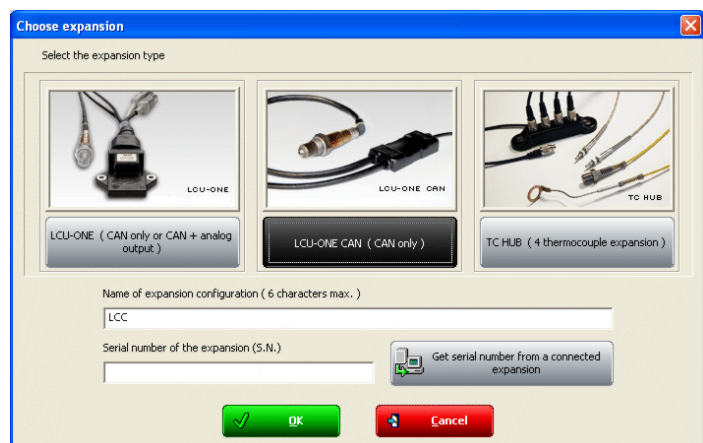 Choose expansion
Select the expansion type
LCU-ONE
LCU-ONE CAN
TC HUB
LCU-ONE ( CAN only or CAN + analog
output )
LCU-ONE CAN ( CAN only )
TC HUB ( 4 thermocouple expansion )
Name of expansion configuration ( 6 characters max. )
LCC
Serial number of the expansion (S.N.)
Get serial number from a connected
expansion
OK
Cancel